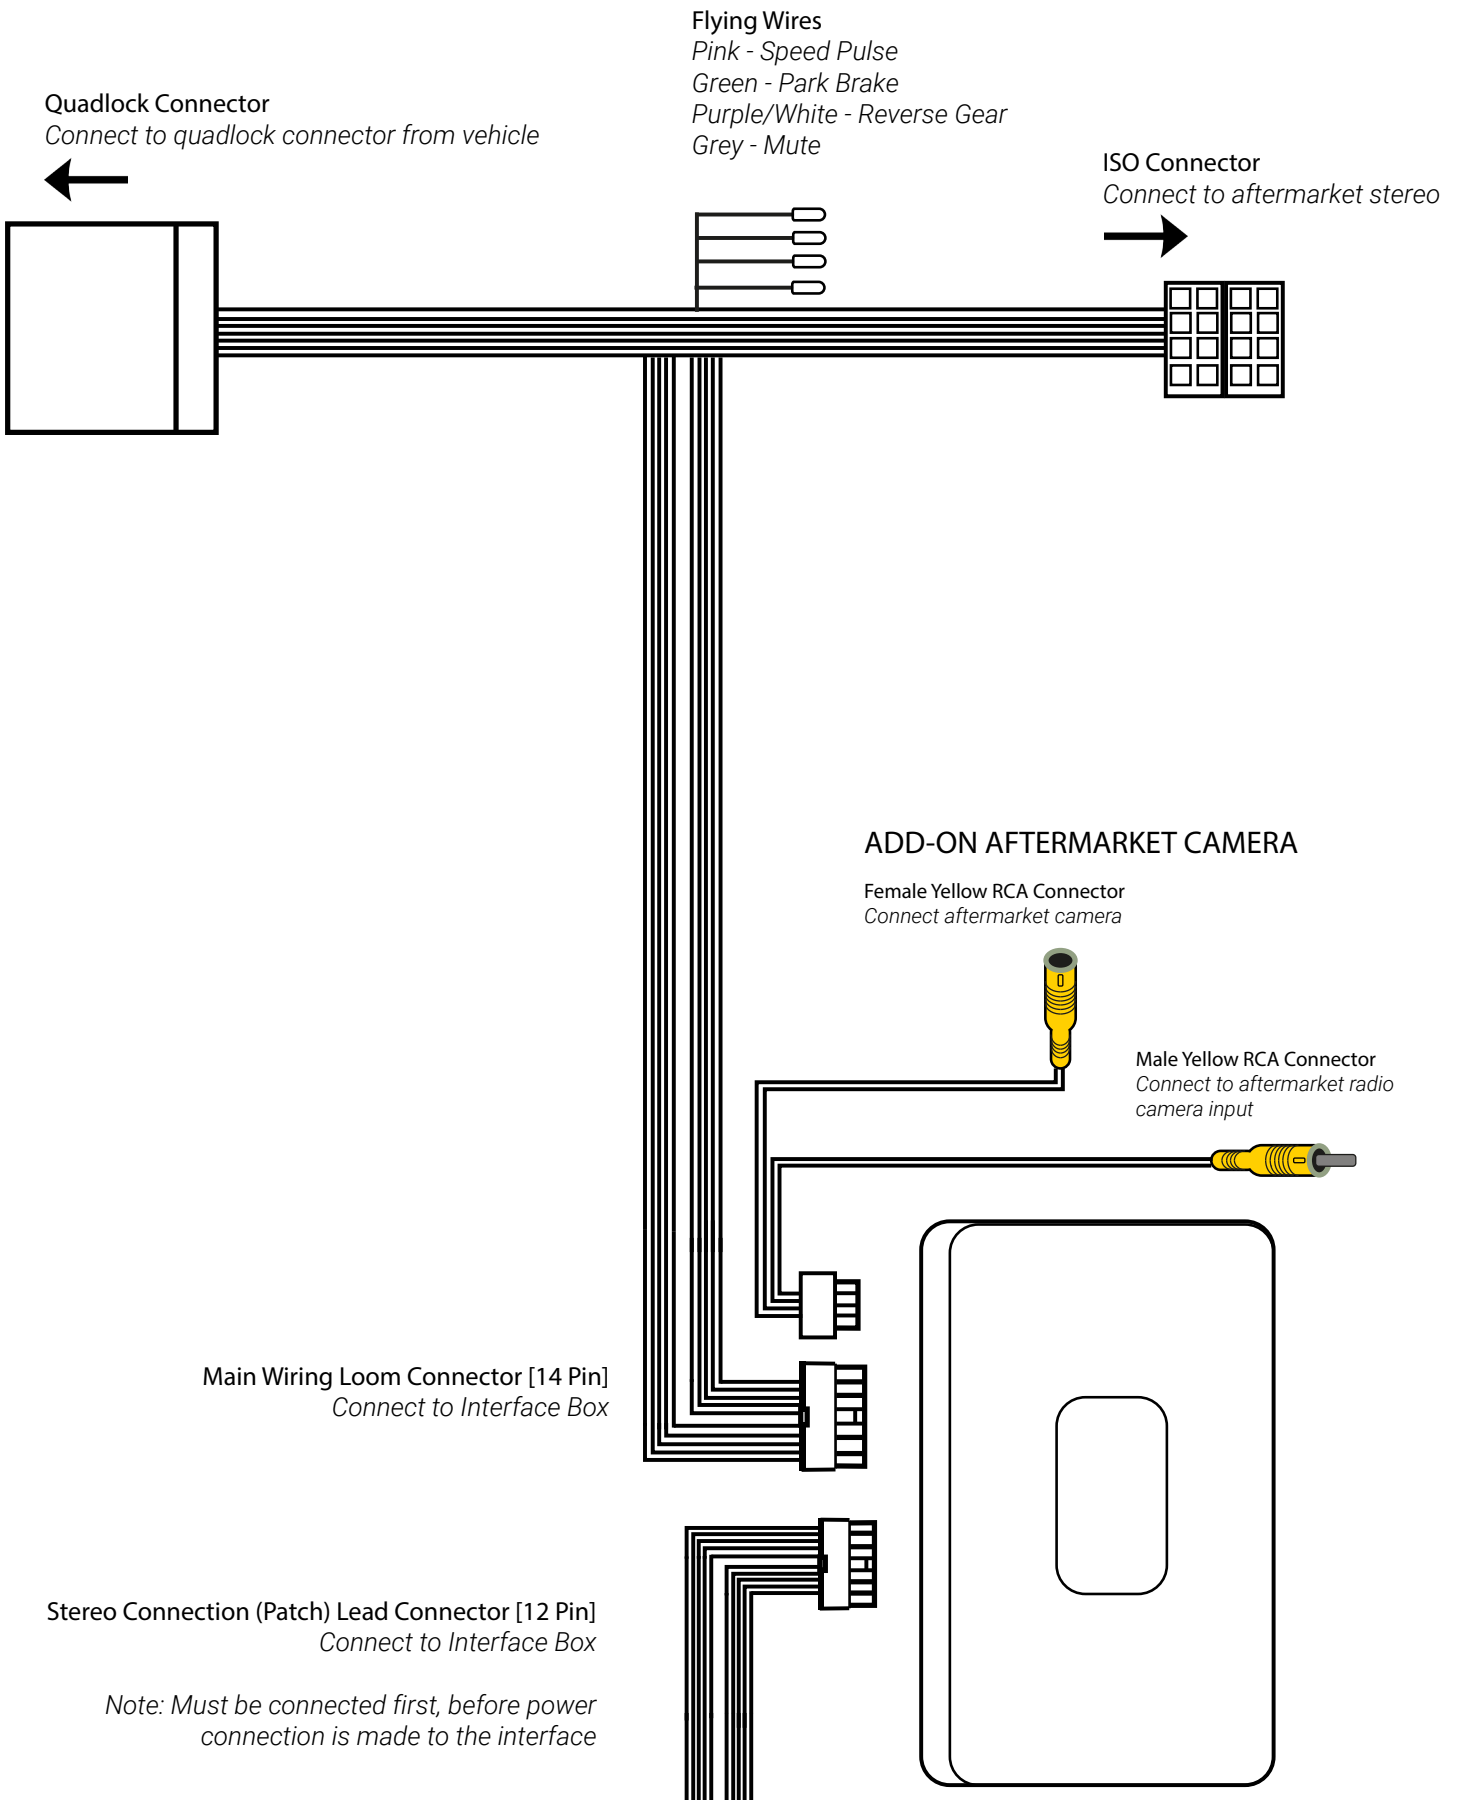 Flying Wires
Pink - Speed Pulse
Green - Park Brake
Purple/White - Reverse Gear
Grey - Mute
Quadlock Connector
Connect to quadlock connector from vehicle
ISO Connector
Connect to aftermarket stereo
ADD-ON AFTERMARKET CAMERA
Female Yellow RCA Connector
Connect aftermarket camera
Male Yellow RCA Connector
Connect to aftermarket radio
camera input
Main Wiring Loom Connector [14 Pin]
Connect to Interface Box
Stereo Connection (Patch) Lead Connector [12 Pin]
Connect to Interface Box
Note: Must be connected first, before power
connection is made to the interface